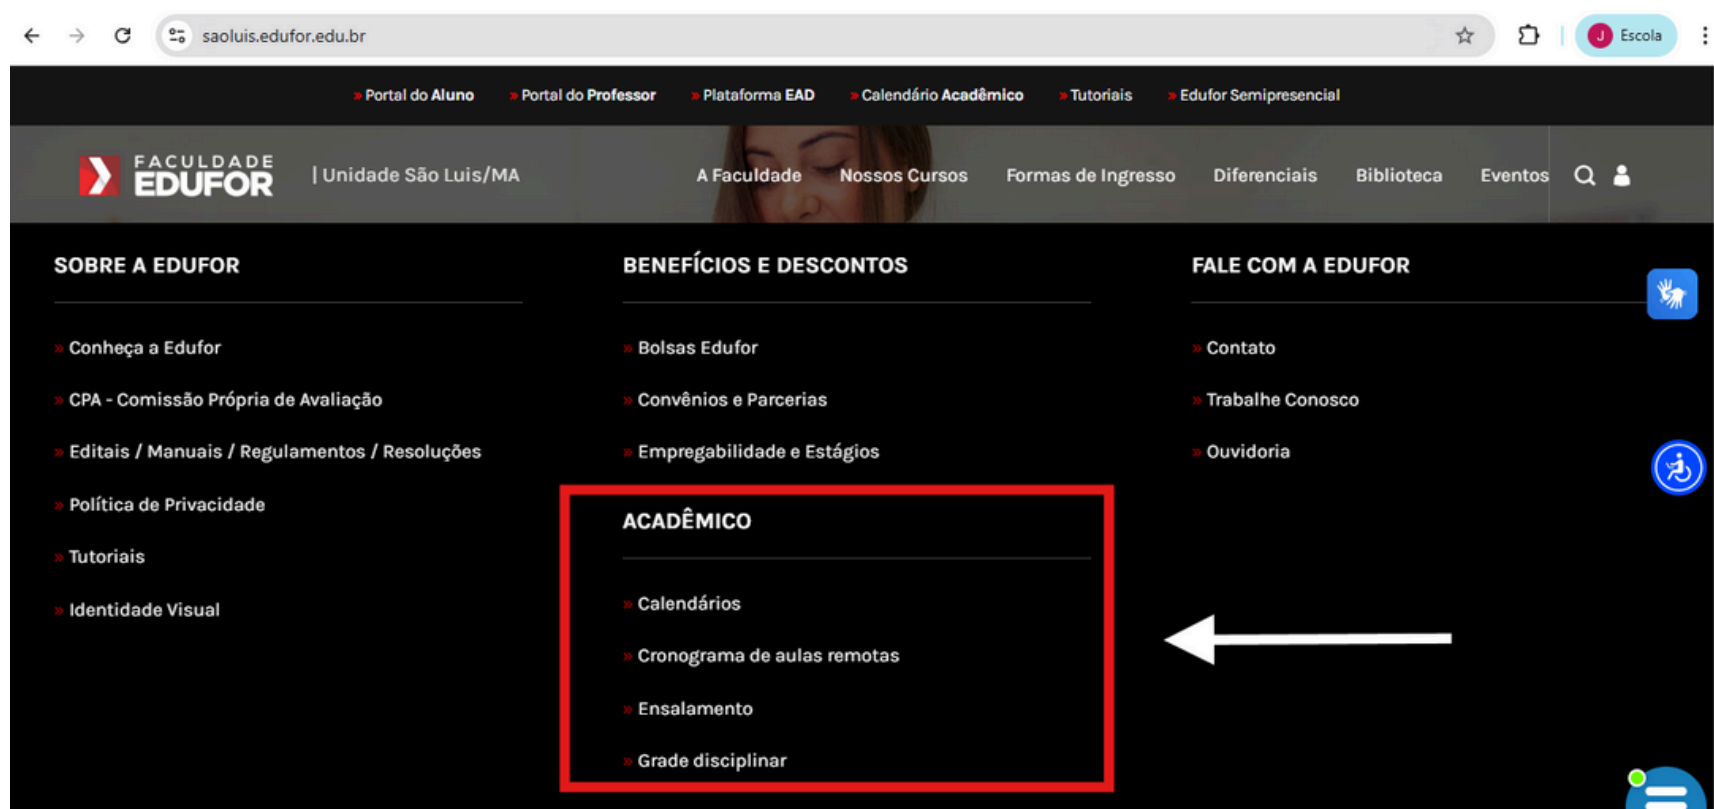 saoluis.edufor.edu.br
J Escola
» Portal do Aluno » Portal do Professor » Plataforma EAD » Calendário Acadêmico » Tutoriais » Edufor Semipresencial
FACULDADE
EDUFOR
| Unidade São Luis/MA
A Faculdade Nossos Cursos Formas de Ingresso Diferenciais Biblioteca Eventos
SOBRE A EDUFOR
» Conheça a Edufor
» CPA - Comissão Própria de Avaliação
» Editais / Manuais / Regulamentos / Resoluções
» Política de Privacidade
» Tutoriais
» Identidade Visual
BENEFÍCIOS E DESCONTOS
» Bolsas Edufor
» Convênios e Parcerias
» Empregabilidade e Estágios
ACADÊMICO
» Calendários
» Cronograma de aulas remotas
» Ensalamento
» Grade disciplinar
FALE COM A EDUFOR
» Contato
» Trabalhe Conosco
» Ouvidoria